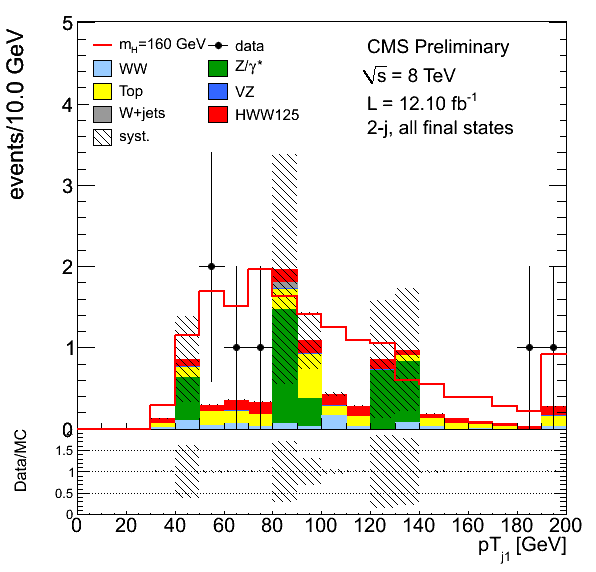 events/10.0 GeV
5
4
3
2
1
0
m_H=160 GeV
data
WW
Z/γ*
Top
VZ
W+jets
HWW125
syst.
CMS Preliminary
√s = 8 TeV
L = 12.10 fb⁻¹
2-j, all final states
Data/MC
2
1.5
1
0.5
0
0 20 40 60 80 100 120 140 160 180 200
pT_j1 [GeV]